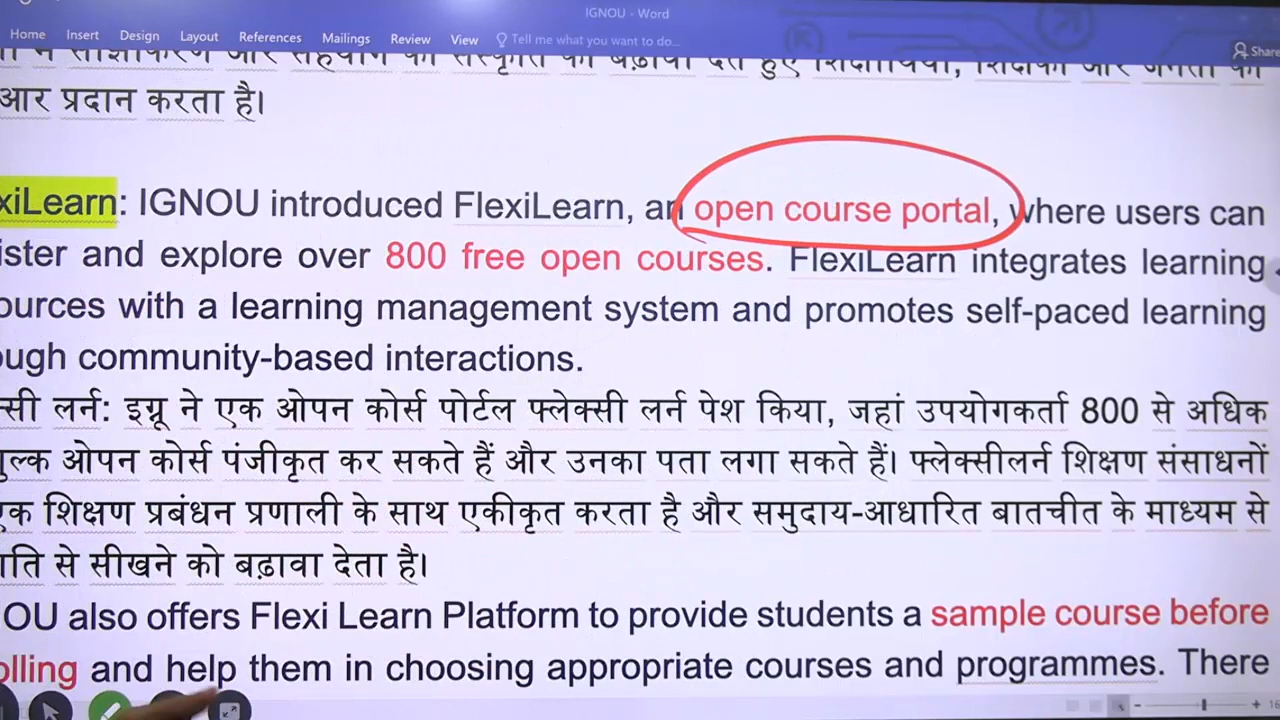 IGNOU - Word
Home Insert Design Layout References Mailings Review View Tell me what you want to do... Share
आर प्रदान करता है।
xiLearn: IGNOU introduced FlexiLearn, an open course portal, where users can
ister and explore over 800 free open courses. FlexiLearn integrates learning
ources with a learning management system and promotes self-paced learning
ough community-based interactions.
सी लर्न: इग्नू ने एक ओपन कोर्स पोर्टल फ्लेक्सी लर्न पेश किया, जहां उपयोगकर्ता 800 से अधिक
ुल्क ओपन कोर्स पंजीकृत कर सकते हैं और उनका पता लगा सकते हैं। फ्लेक्सीलर्न शिक्षण संसाधनों
एक शिक्षण प्रबंधन प्रणाली के साथ एकीकृत करता है और समुदाय-आधारित बातचीत के माध्यम से
गति से सीखने को बढ़ावा देता है।
OU also offers Flexi Learn Platform to provide students a sample course before
olling and help them in choosing appropriate courses and programmes. There